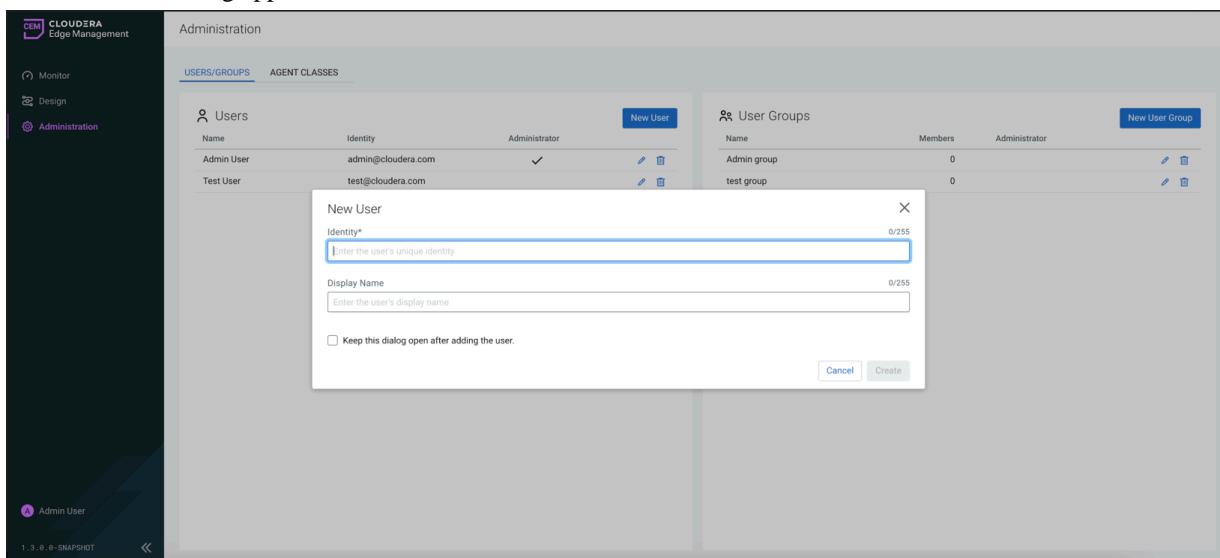 CEM CLOUDERA
Edge Management
Administration
Monitor
Design
Administration
USERS/GROUPS AGENT CLASSES
Users
New User
Name Identity Administrator
Admin User admin@cloudera.com
Test User test@cloudera.com
User Groups
New User Group
Name Members Administrator
Admin group 0
test group 0
New User
Identity* 0/255
Enter the user's unique identity
Display Name 0/255
Enter the user's display name
Keep this dialog open after adding the user.
Cancel Create
A Admin User
1.3.0.0-SNAPSHOT